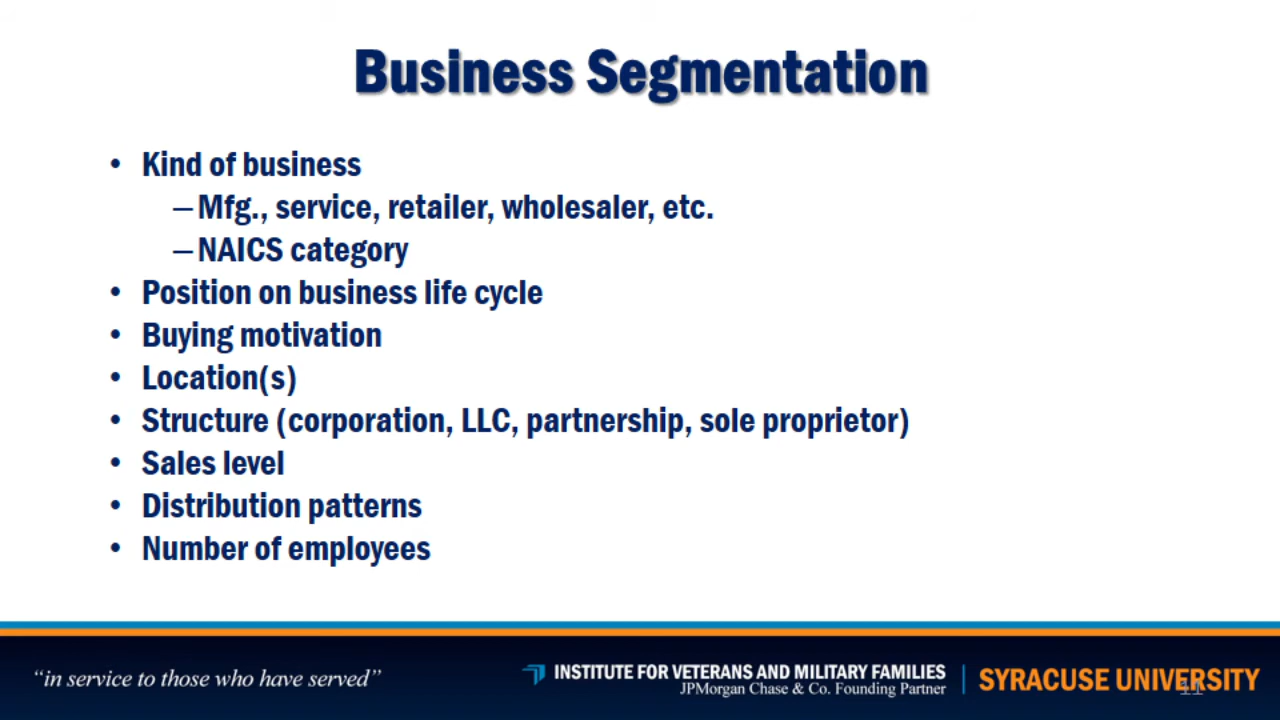 Business Segmentation
• Kind of business
– Mfg., service, retailer, wholesaler, etc.
– NAICS category
• Position on business life cycle
• Buying motivation
• Location(s)
• Structure (corporation, LLC, partnership, sole proprietor)
• Sales level
• Distribution patterns
• Number of employees
“in service to those who have served”
INSTITUTE FOR VETERANS AND MILITARY FAMILIES
JPMorgan Chase & Co. Founding Partner
SYRACUSE UNIVERSITY
11